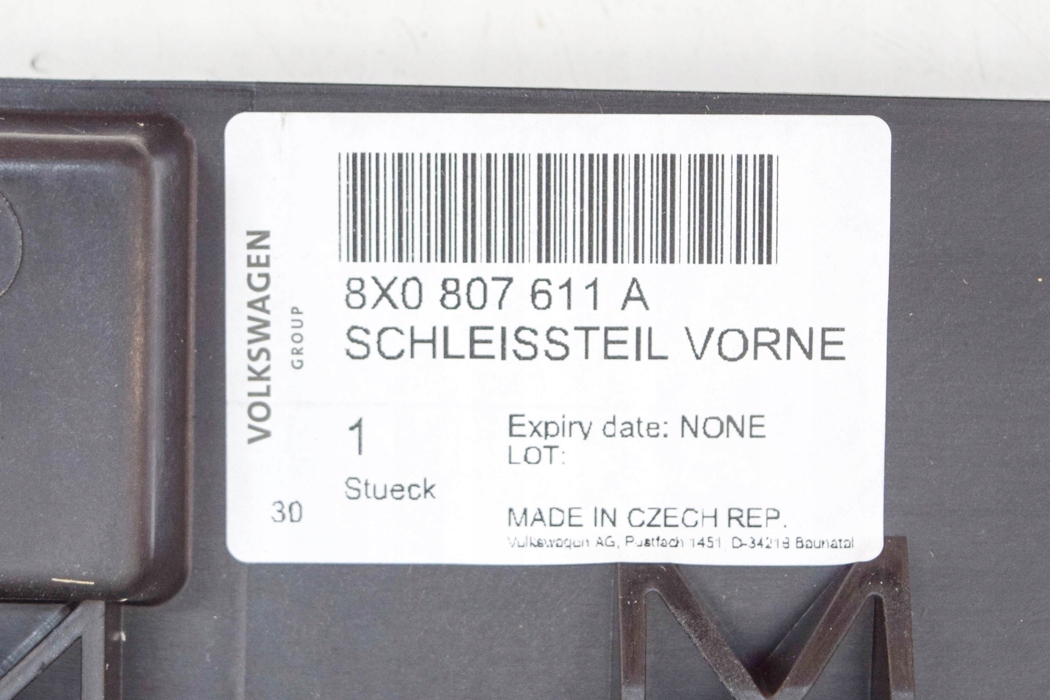 8X0 807 611 A
SCHLEISSTEIL VORNE
VOLKSWAGEN
GROUP
1
Stueck
30
Expiry date: NONE
LOT:
MADE IN CZECH REP.
Volkswagen AG, Postfach 1451 D-34219 Baunatal